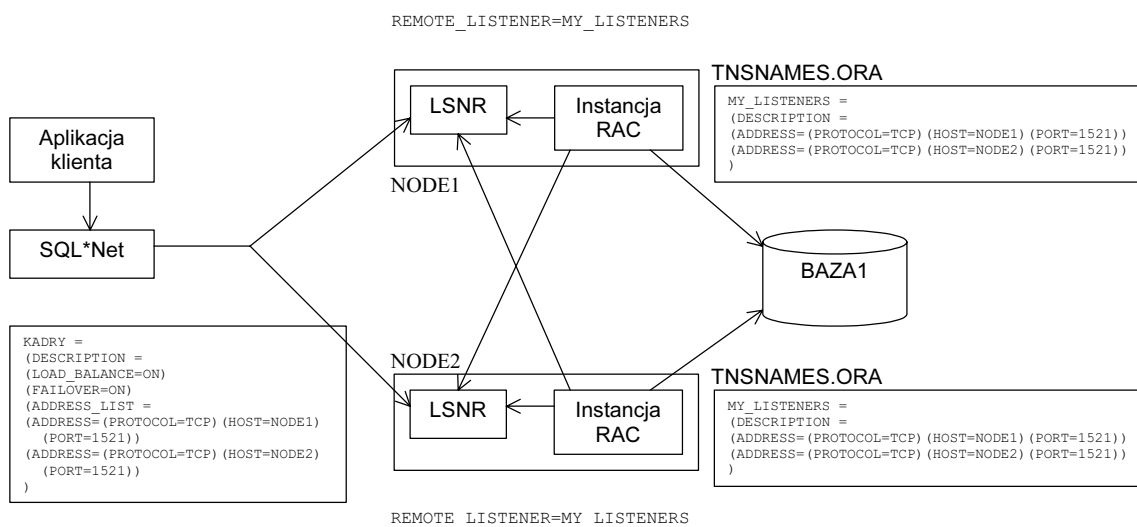 REMOTE_LISTENER=MY_LISTENERS
TNSNAMES.ORA
LSNR
Instancja
RAC
MY_LISTENERS =
(DESCRIPTION =
(ADDRESS=(PROTOCOL=TCP)(HOST=NODE1)(PORT=1521))
(ADDRESS=(PROTOCOL=TCP)(HOST=NODE2)(PORT=1521))
)
Aplikacja
klienta
NODE1
SQL*Net
BAZA1
KADRY =
(DESCRIPTION =
(LOAD_BALANCE=ON)
(FAILOVER=ON)
(ADDRESS_LIST =
(ADDRESS=(PROTOCOL=TCP)(HOST=NODE1)
(PORT=1521))
(ADDRESS=(PROTOCOL=TCP)(HOST=NODE2)
(PORT=1521))
)
NODE2
LSNR
Instancja
RAC
TNSNAMES.ORA
MY_LISTENERS =
(DESCRIPTION =
(ADDRESS=(PROTOCOL=TCP)(HOST=NODE1)(PORT=1521))
(ADDRESS=(PROTOCOL=TCP)(HOST=NODE2)(PORT=1521))
)
REMOTE_LISTENER=MY_LISTENERS